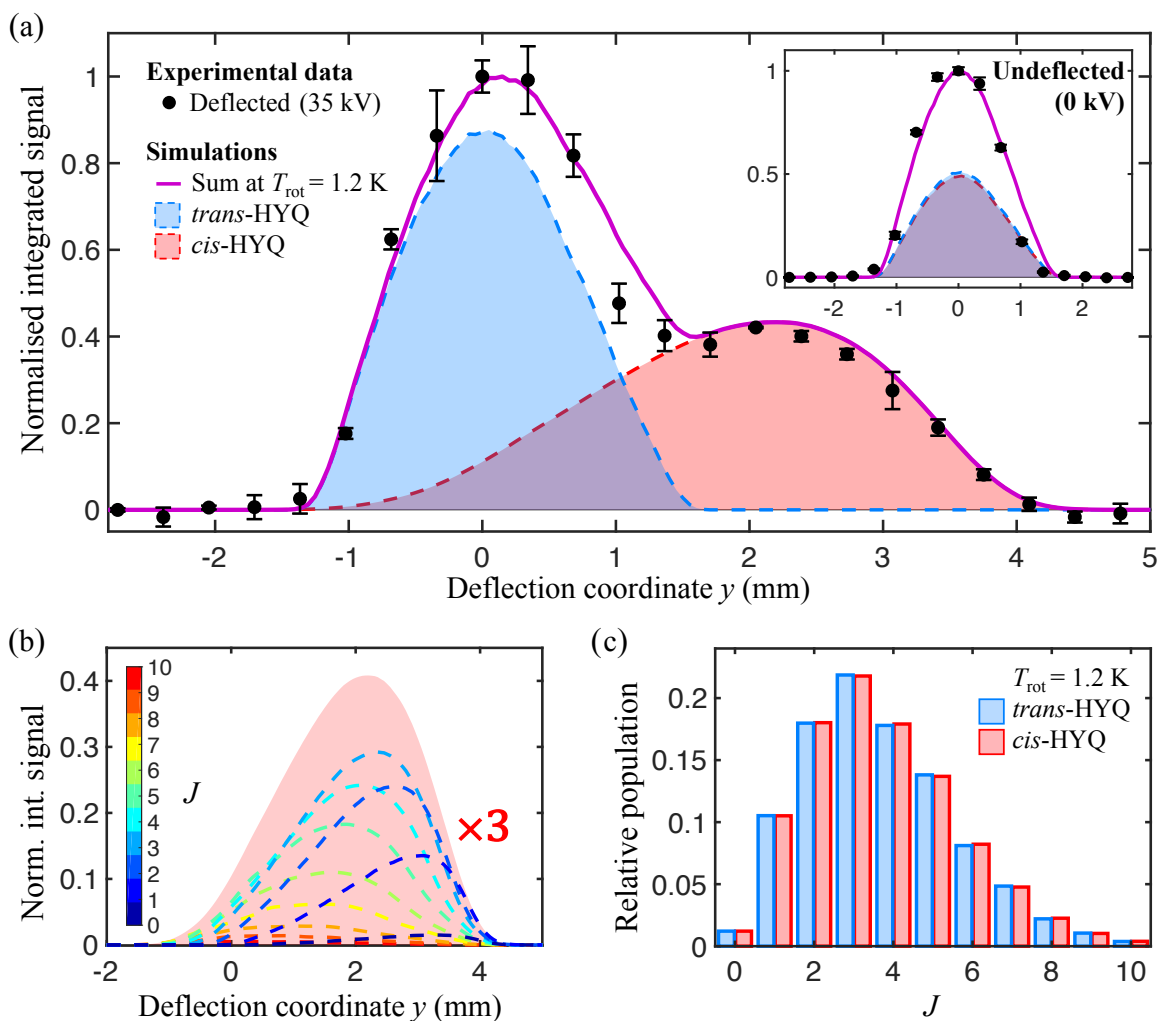 (a)
Normalised integrated signal
1
0.8
0.6
0.4
0.2
0
Experimental data
Deflected (35 kV)
Simulations
Sum at Trot = 1.2 K
trans-HYQ
cis-HYQ
Undeflected
(0 kV)
1
0.5
0
-2 -1 0 1 2
-2 -1 0 1 2 3 4 5
Deflection coordinate y (mm)
(b)
Norm. int. signal
0.4
0.3
0.2
0.1
0
10
9
8
7
6
5
4
3
2
1
0
J
×3
-2 0 2 4
Deflection coordinate y (mm)
(c)
Relative population
0.2
0.15
0.1
0.05
0
Trot = 1.2 K
trans-HYQ
cis-HYQ
0 2 4 6 8 10
J